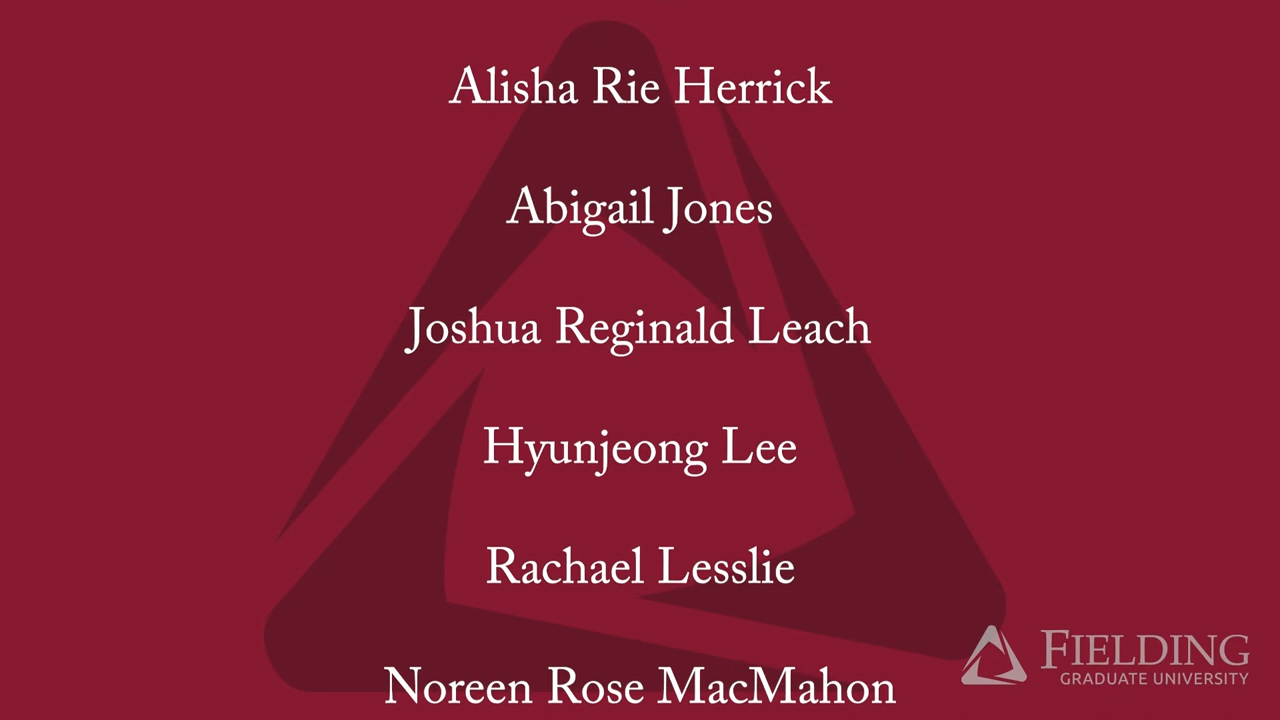 Alisha Rie Herrick
Abigail Jones
Joshua Reginald Leach
Hyunjeong Lee
Rachael Lesslie
Noreen Rose MacMahon
FIELDING
GRADUATE UNIVERSITY